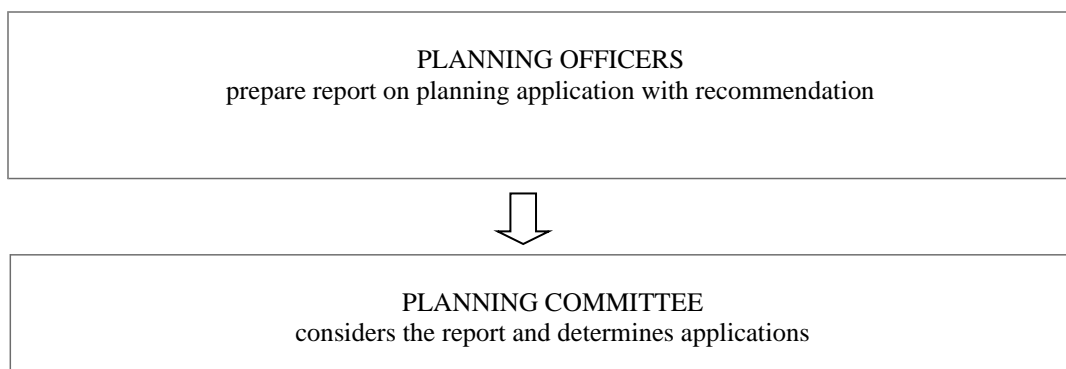 PLANNING OFFICERS
prepare report on planning application with recommendation
PLANNING COMMITTEE
considers the report and determines applications